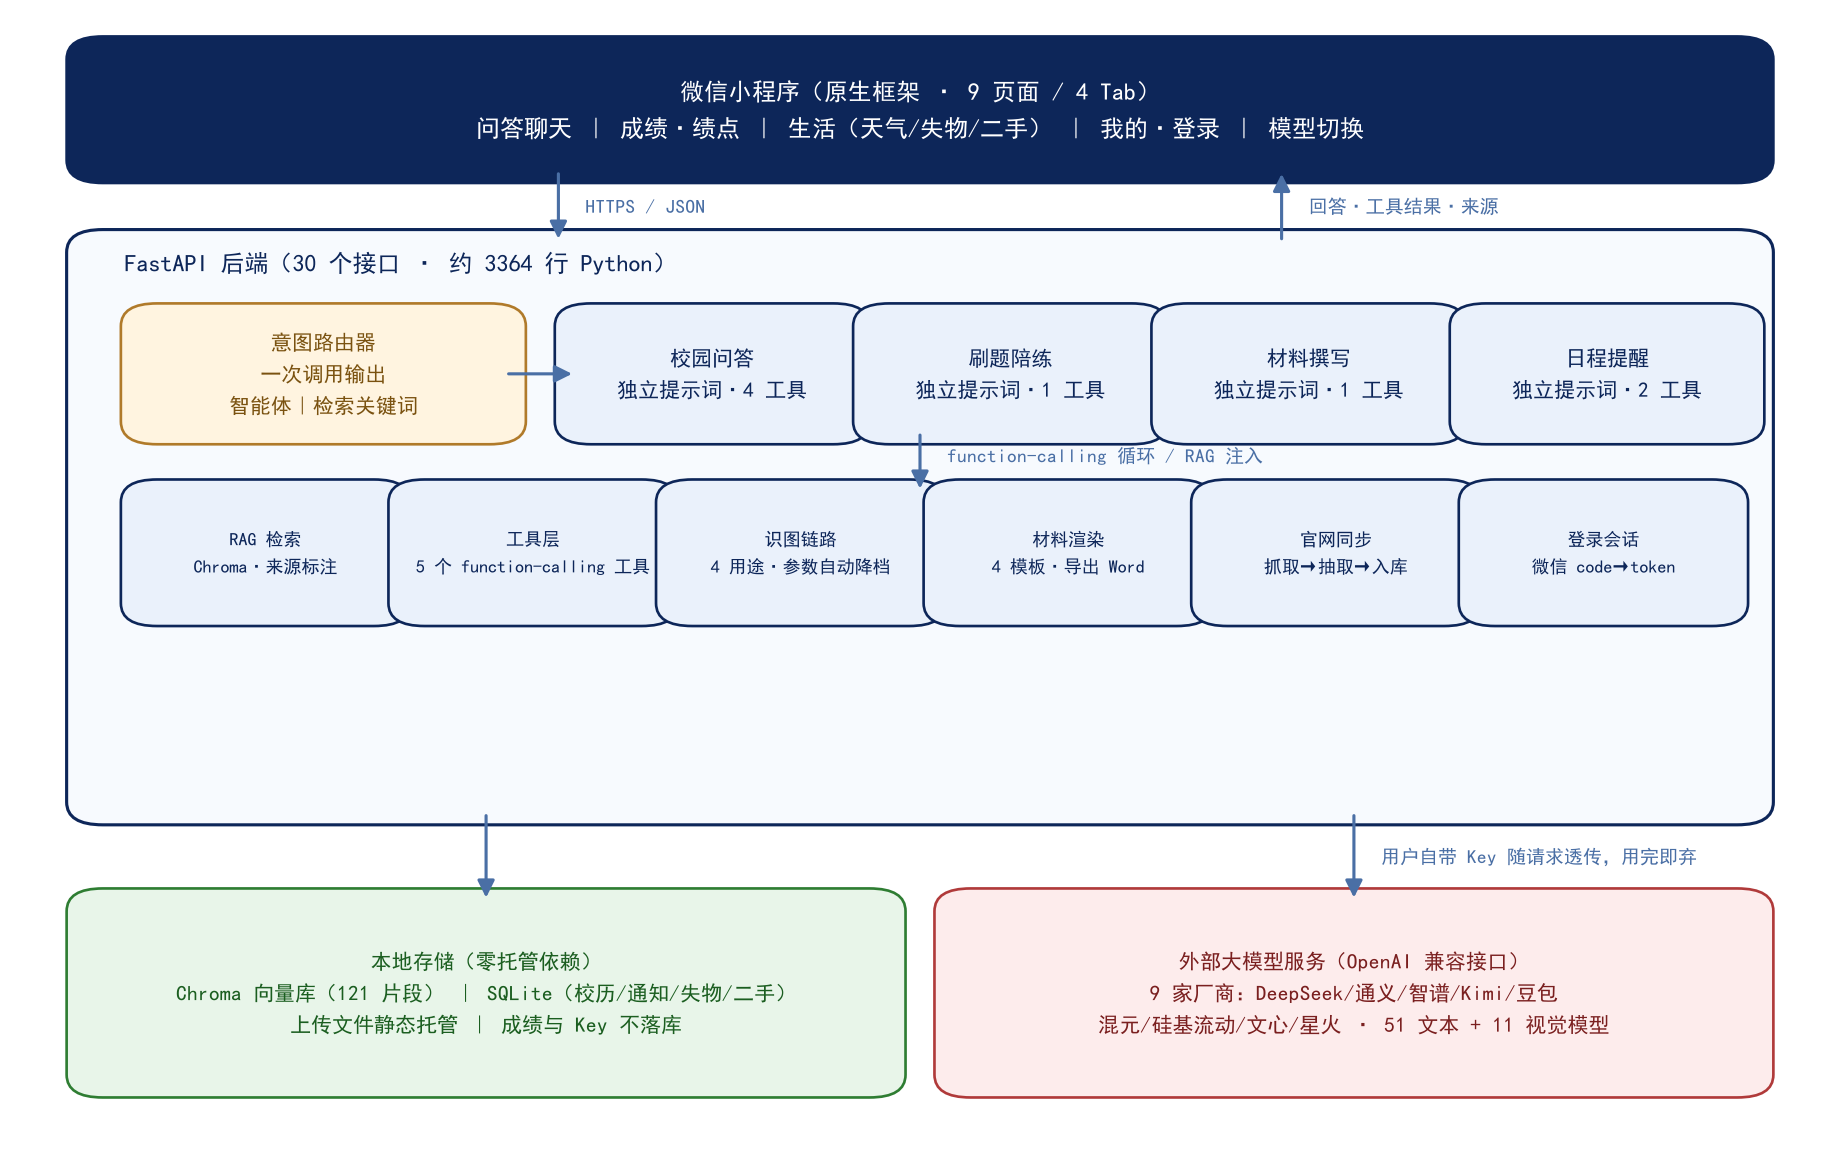 微信小程序（原生框架 · 9 页面 / 4 Tab）
问答聊天 | 成绩·绩点 | 生活（天气/失物/二手） | 我的·登录 | 模型切换
HTTPS / JSON
回答·工具结果·来源
FastAPI 后端（30 个接口 · 约 3364 行 Python）
意图路由器
一次调用输出
智能体|检索关键词
校园问答
独立提示词·4 工具
刷题陪练
独立提示词·1 工具
材料撰写
独立提示词·1 工具
日程提醒
独立提示词·2 工具
function-calling 循环 / RAG 注入
RAG 检索
Chroma·来源标注
工具层
5 个 function-calling 工具
识图链路
4 用途·参数自动降档
材料渲染
4 模板·导出 Word
官网同步
抓取→抽取→入库
登录会话
微信 code→token
用户自带 Key 随请求透传，用完即弃
本地存储（零托管依赖）
Chroma 向量库（121 片段） | SQLite（校历/通知/失物/二手）
上传文件静态托管 | 成绩与 Key 不落库
外部大模型服务（OpenAI 兼容接口）
9 家厂商：DeepSeek/通义/智谱/Kimi/豆包
混元/硅基流动/文心/星火 · 51 文本 + 11 视觉模型